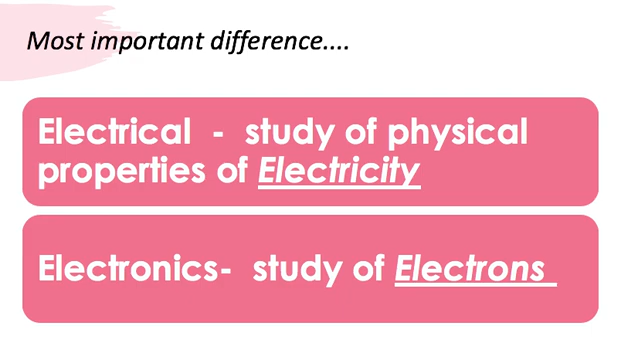 Most important difference....
Electrical  -  study of physical
properties of Electricity
Electronics-  study of Electrons